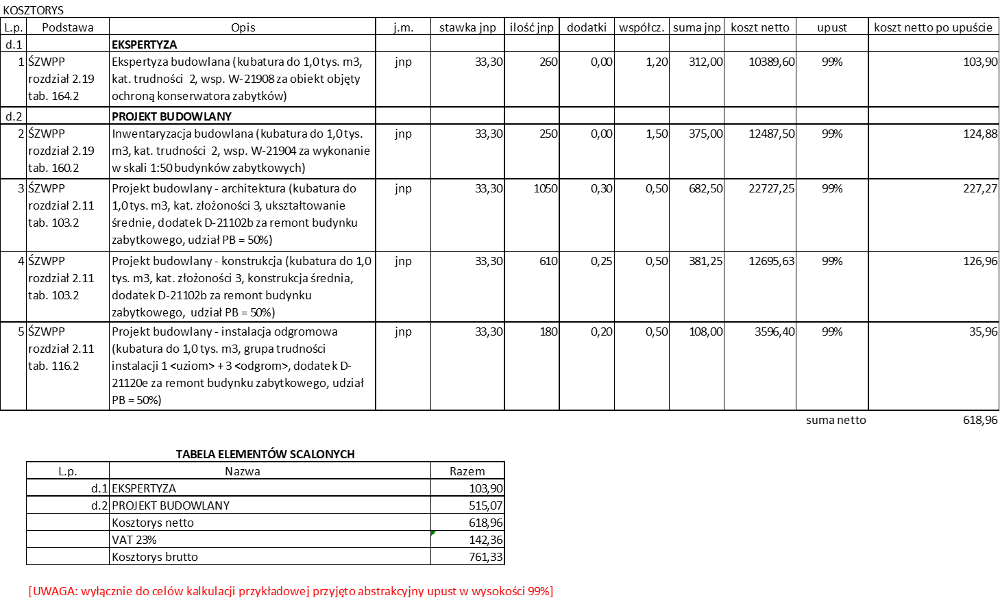 KOSZTORYS
L.p. Podstawa Opis j.m. stawka jnp ilość jnp dodatki współcz. suma jnp koszt netto upust koszt netto po upuście
d.1 EKSPERTYZA
1 ŚZWPP Ekspertyza budowlana (kubatura do 1,0 tys. m3, jnp 33,30 260 0,00 1,20 312,00 10389,60 99% 103,90
rozdział 2.19 kat. trudności 2, wsp. W-21908 za obiekt objęty
tab. 164.2 ochroną konserwatora zabytków)
d.2 PROJEKT BUDOWLANY
2 ŚZWPP Inwentaryzacja budowlana (kubatura do 1,0 tys. jnp 33,30 250 0,00 1,50 375,00 12487,50 99% 124,88
rozdział 2.19 m3, kat. trudności 2, wsp. W-21904 za wykonanie
tab. 160.2 w skali 1:50 budynków zabytkowych)
3 ŚZWPP Projekt budowlany - architektura (kubatura do jnp 33,30 1050 0,30 0,50 682,50 22727,25 99% 227,27
rozdział 2.11 1,0 tys. m3, kat. złożoności 3, ukształtowanie
tab. 103.2 średnie, dodatek D-21102b za remont budynku
zabytkowego, udział PB = 50%)
4 ŚZWPP Projekt budowlany - konstrukcja (kubatura do 1,0 jnp 33,30 610 0,25 0,50 381,25 12695,63 99% 126,96
rozdział 2.11 tys. m3, kat. złożoności 3, konstrukcja średnia,
tab. 103.2 dodatek D-21102b za remont budynku
zabytkowego, udział PB = 50%)
5 ŚZWPP Projekt budowlany - instalacja odgromowa jnp 33,30 180 0,20 0,50 108,00 3596,40 99% 35,96
rozdział 2.11 (kubatura do 1,0 tys. m3, grupa trudności
tab. 116.2 instalacji 1 <uziom> + 3 <odgrom>, dodatek D-
21120e za remont budynku zabytkowego, udział
PB = 50%)
suma netto 618,96
TABELA ELEMENTÓW SCALONYCH
L.p. Nazwa Razem
d.1 EKSPERTYZA 103,90
d.2 PROJEKT BUDOWLANY 515,07
Kosztorys netto 618,96
VAT 23% 142,36
Kosztorys brutto 761,33
[UWAGA: wyłącznie do celów kalkulacji przykładowej przyjęto abstrakcyjny upust w wysokości 99%]